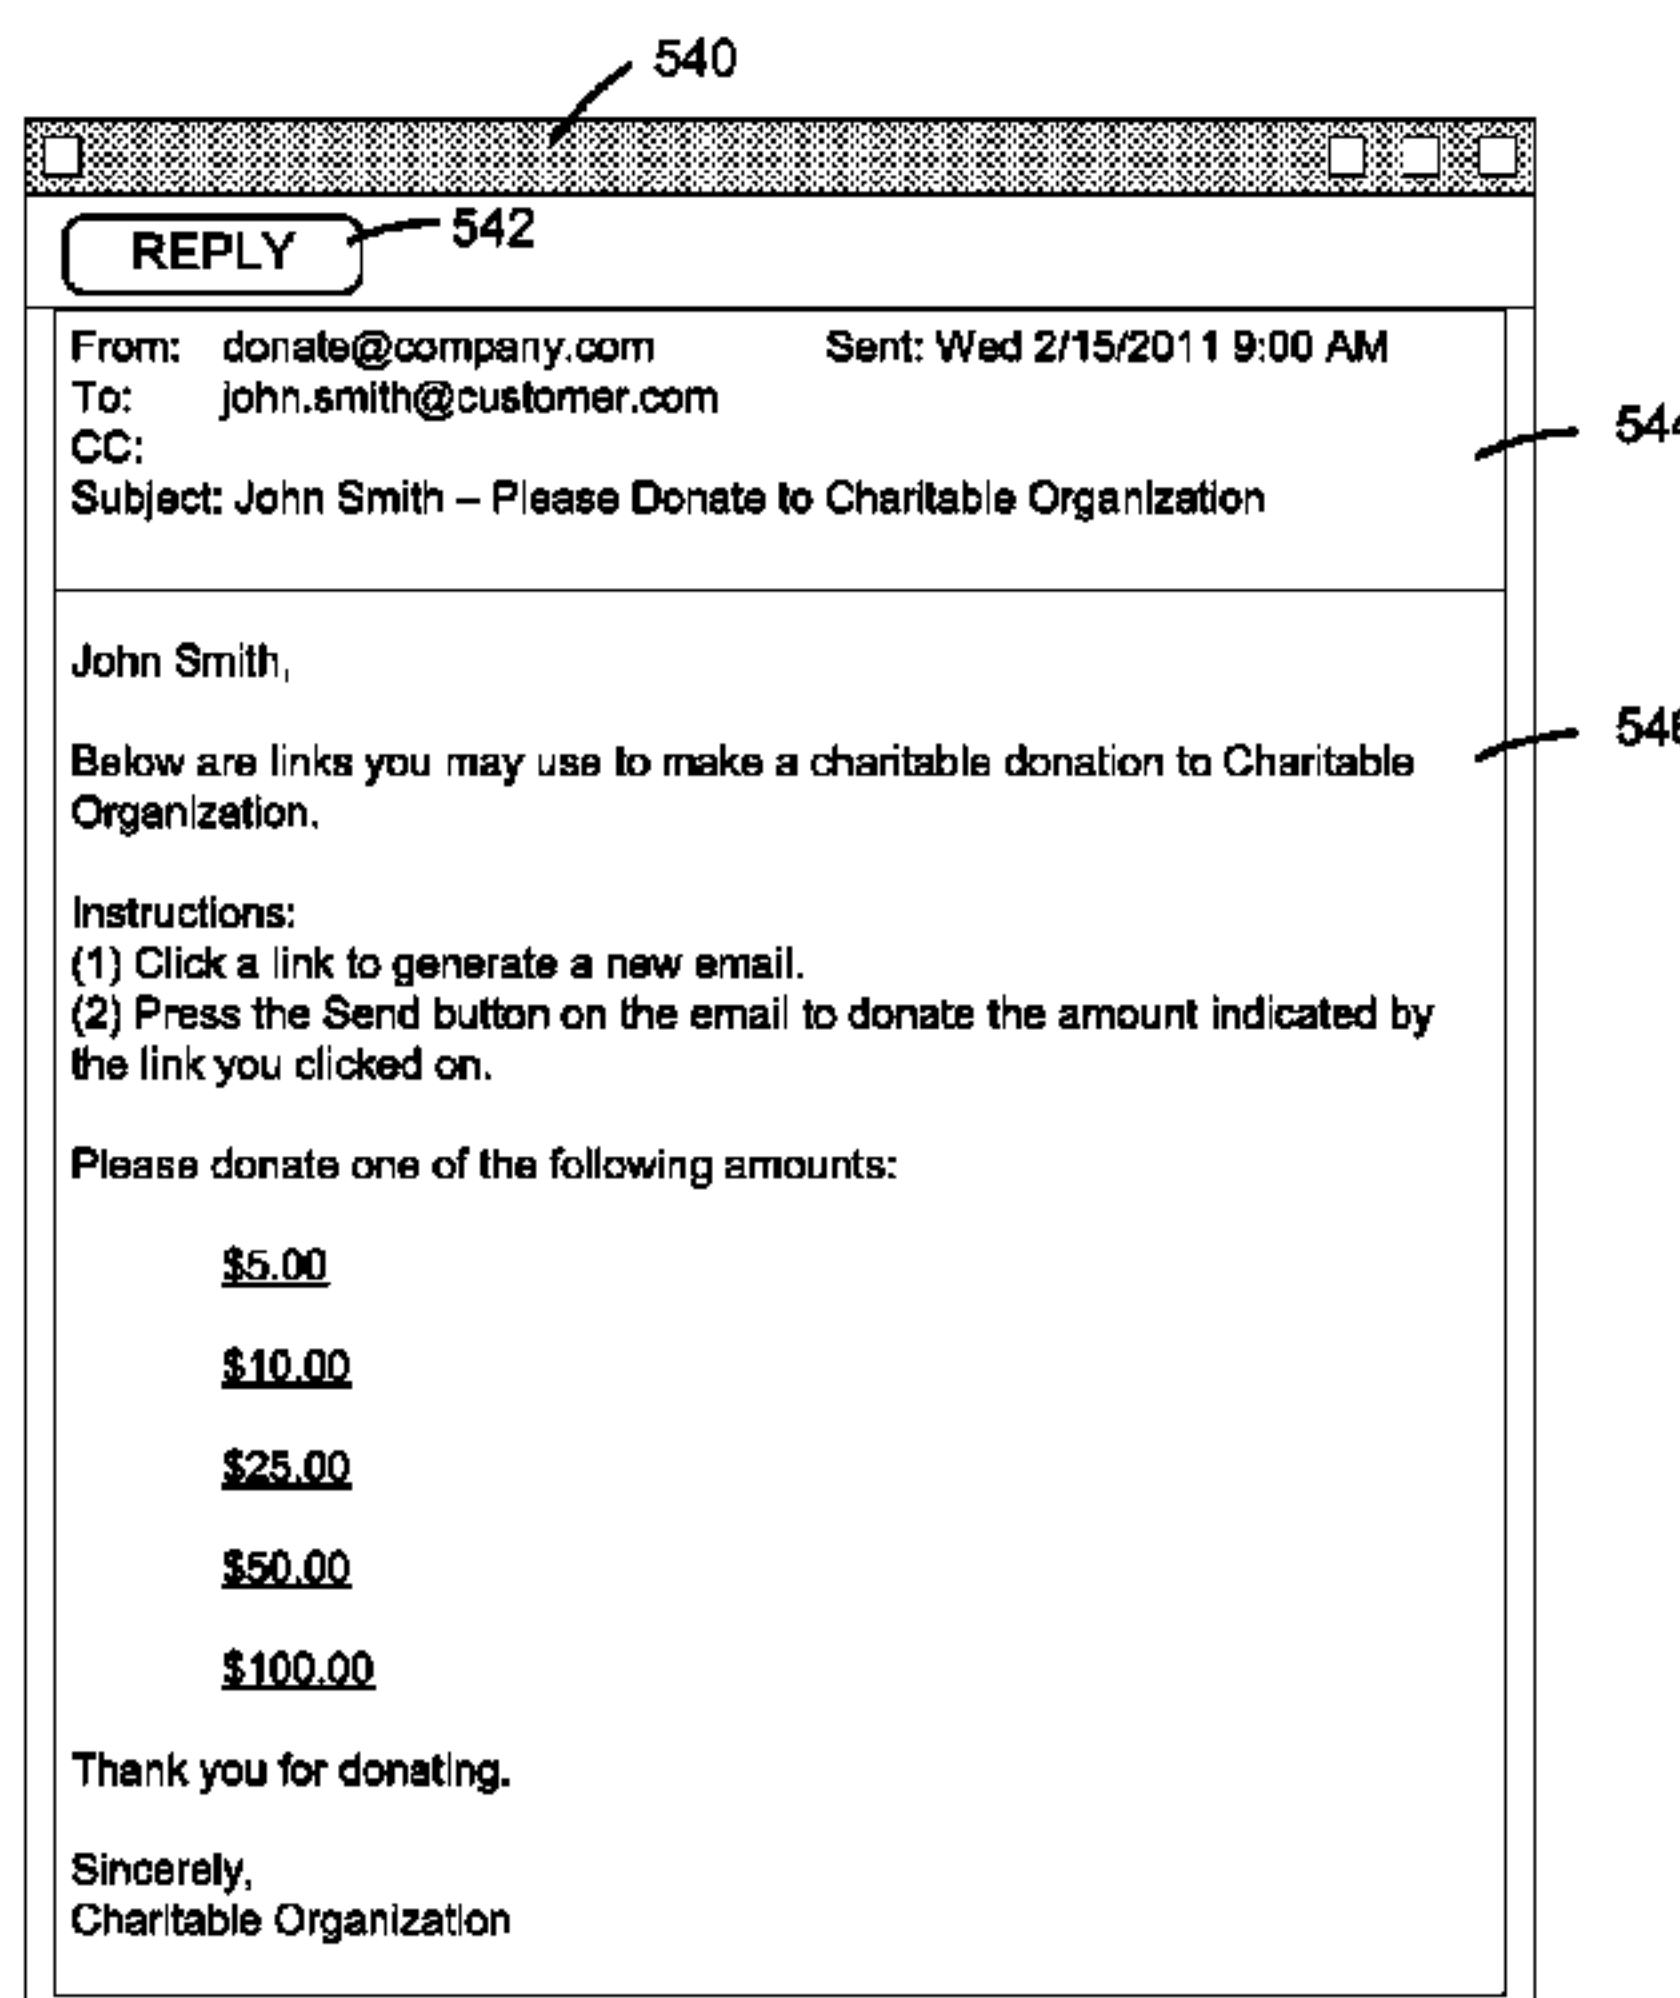 540
REPLY 542
From: donate@company.com Sent: Wed 2/15/2011 9:00 AM
To: john.smith@customer.com
CC:
544
Subject: John Smith – Please Donate to Charitable Organization
John Smith,
Below are links you may use to make a charitable donation to Charitable
Organization.
Instructions:
(1) Click a link to generate a new email.
(2) Press the Send button on the email to donate the amount indicated by
the link you clicked on.
Please donate one of the following amounts:
$5.00
$10.00
$25.00
$50.00
$100.00
Thank you for donating.
Sincerely,
Charitable Organization